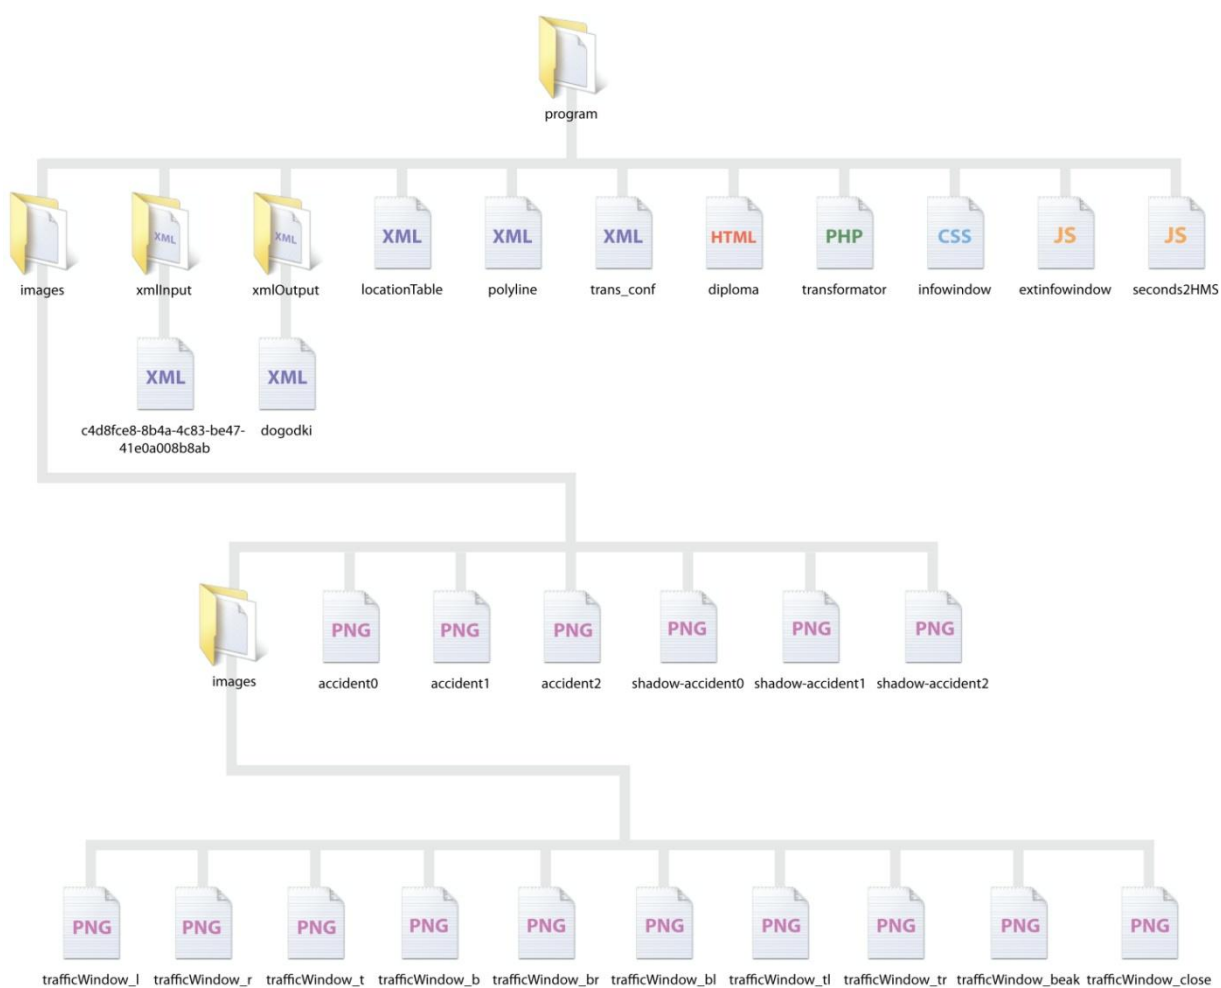 program
XML
XML
XML
XML
XML
HTML
PHP
CSS
JS
JS
images
xmlInput
xmlOutput
locationTable
polyline
trans_conf
diploma
transformator
infowindow
extinfowindow
seconds2HMS
XML
XML
c4d8fce8-8b4a-4c83-be47-
41e0a008b8ab
dogodki
PNG
PNG
PNG
PNG
PNG
PNG
images
accident0
accident1
accident2
shadow-accident0
shadow-accident1
shadow-accident2
PNG
PNG
PNG
PNG
PNG
PNG
PNG
PNG
PNG
PNG
trafficWindow_l
trafficWindow_r
trafficWindow_t
trafficWindow_b
trafficWindow_br
trafficWindow_bl
trafficWindow_tl
trafficWindow_tr
trafficWindow_beak
trafficWindow_close